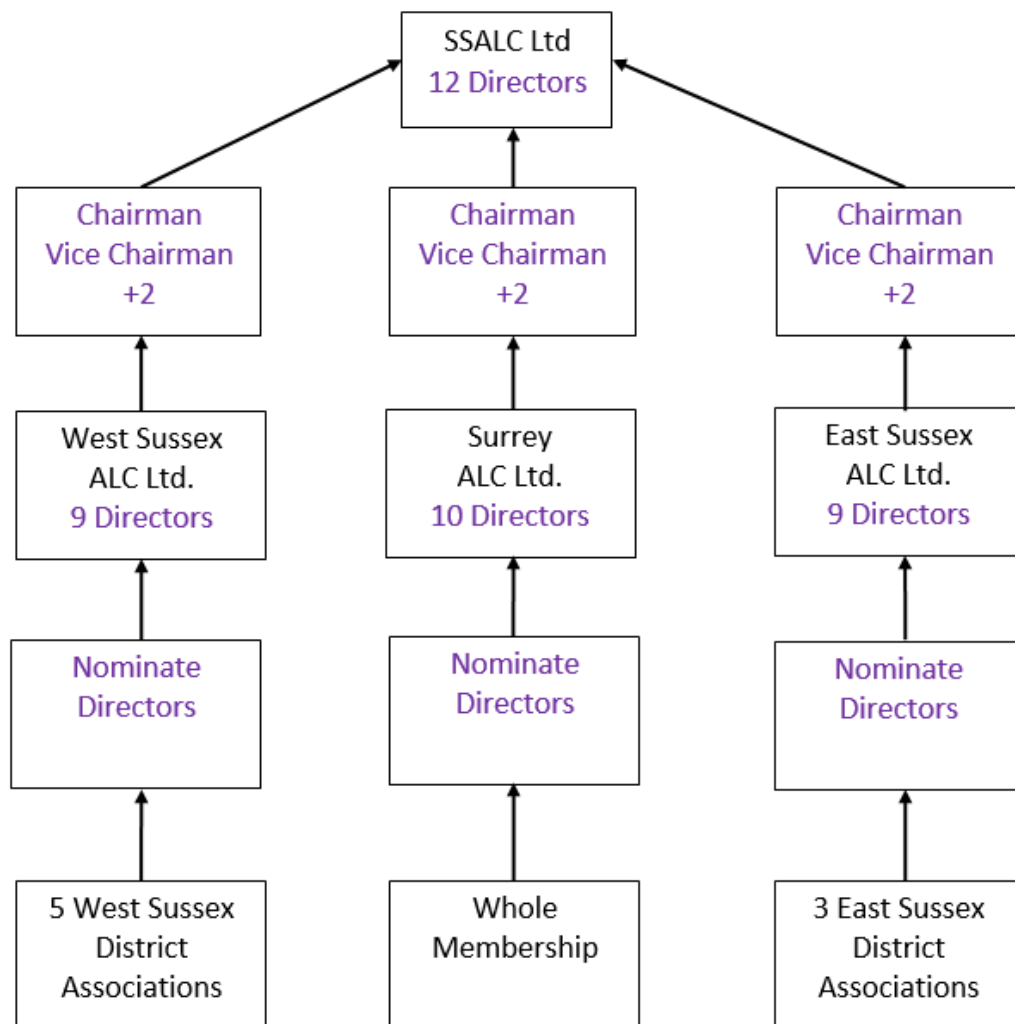 SSALC Ltd
12 Directors
Chairman
Vice Chairman
+2
Chairman
Vice Chairman
+2
Chairman
Vice Chairman
+2
West Sussex
ALC Ltd.
9 Directors
Surrey
ALC Ltd.
10 Directors
East Sussex
ALC Ltd.
9 Directors
Nominate
Directors
Nominate
Directors
Nominate
Directors
5 West Sussex
District
Associations
Whole
Membership
3 East Sussex
District
Associations